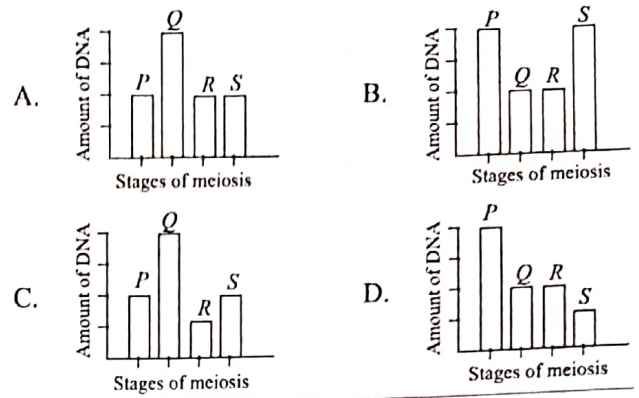 A.
Amount of DNA
P Q R S
Stages of meiosis
B.
Amount of DNA
P Q R S
Stages of meiosis
C.
Amount of DNA
P Q R S
Stages of meiosis
D.
Amount of DNA
P Q R S
Stages of meiosis